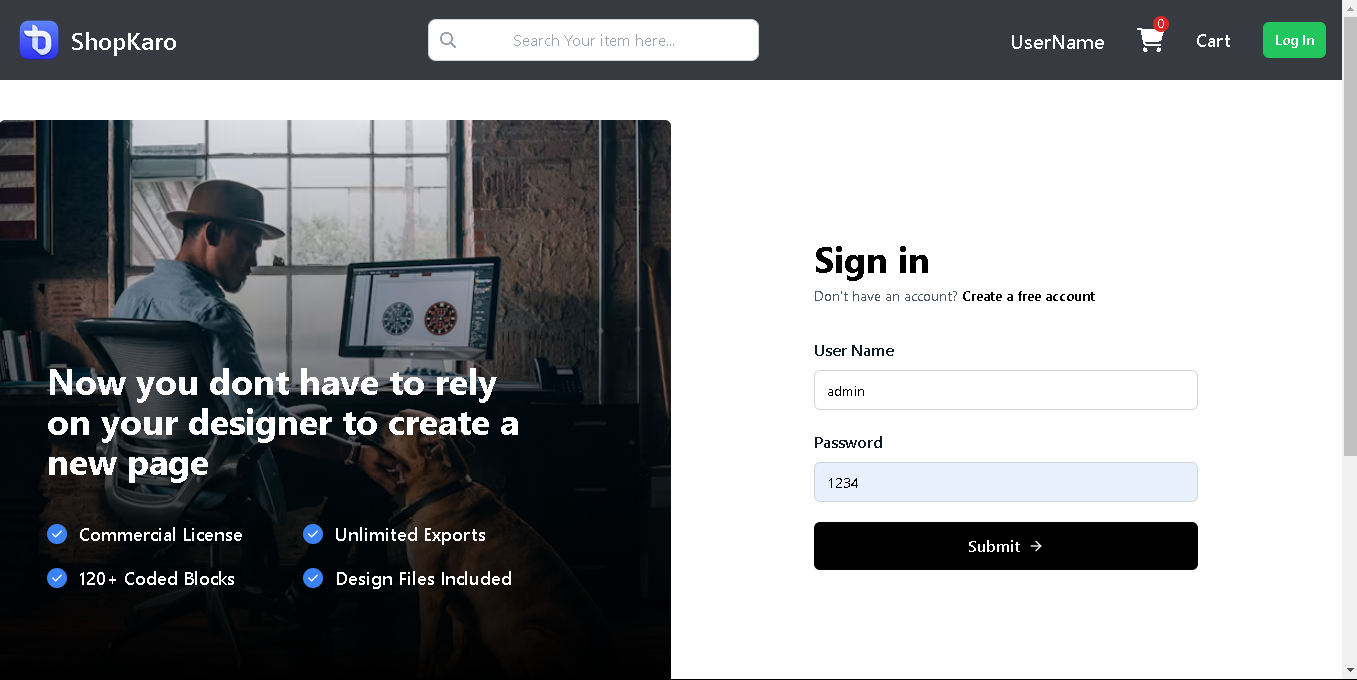 ShopKaro
Search Your item here...
UserName
0
Cart
Log In
Now you dont have to rely
on your designer to create a
new page
Commercial License
Unlimited Exports
120+ Coded Blocks
Design Files Included
Sign in
Don't have an account? Create a free account
User Name
admin
Password
1234
Submit →